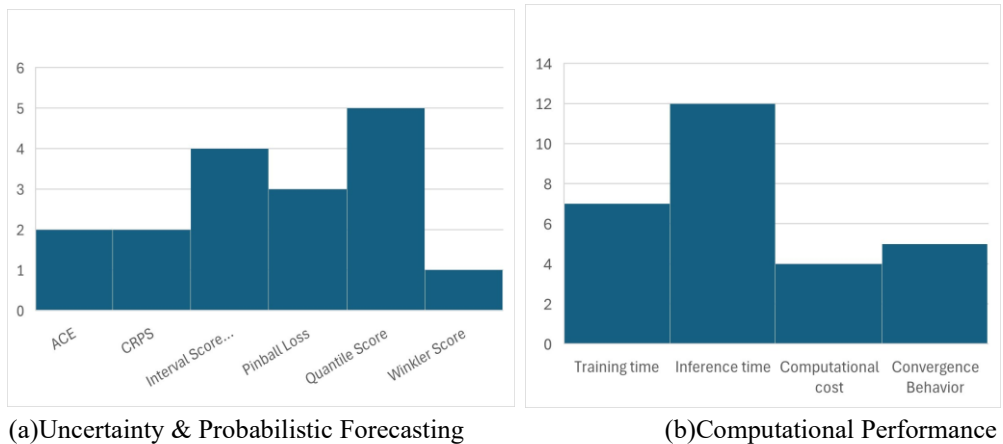 6
5
4
3
2
1
0
ACE
CRPS
Interval Score...
Pinball Loss
Quantile Score
Winkler Score
(a)Uncertainty & Probabilistic Forecasting
14
12
10
8
6
4
2
0
Training time
Inference time
Computational
cost
Convergence
Behavior
(b)Computational Performance